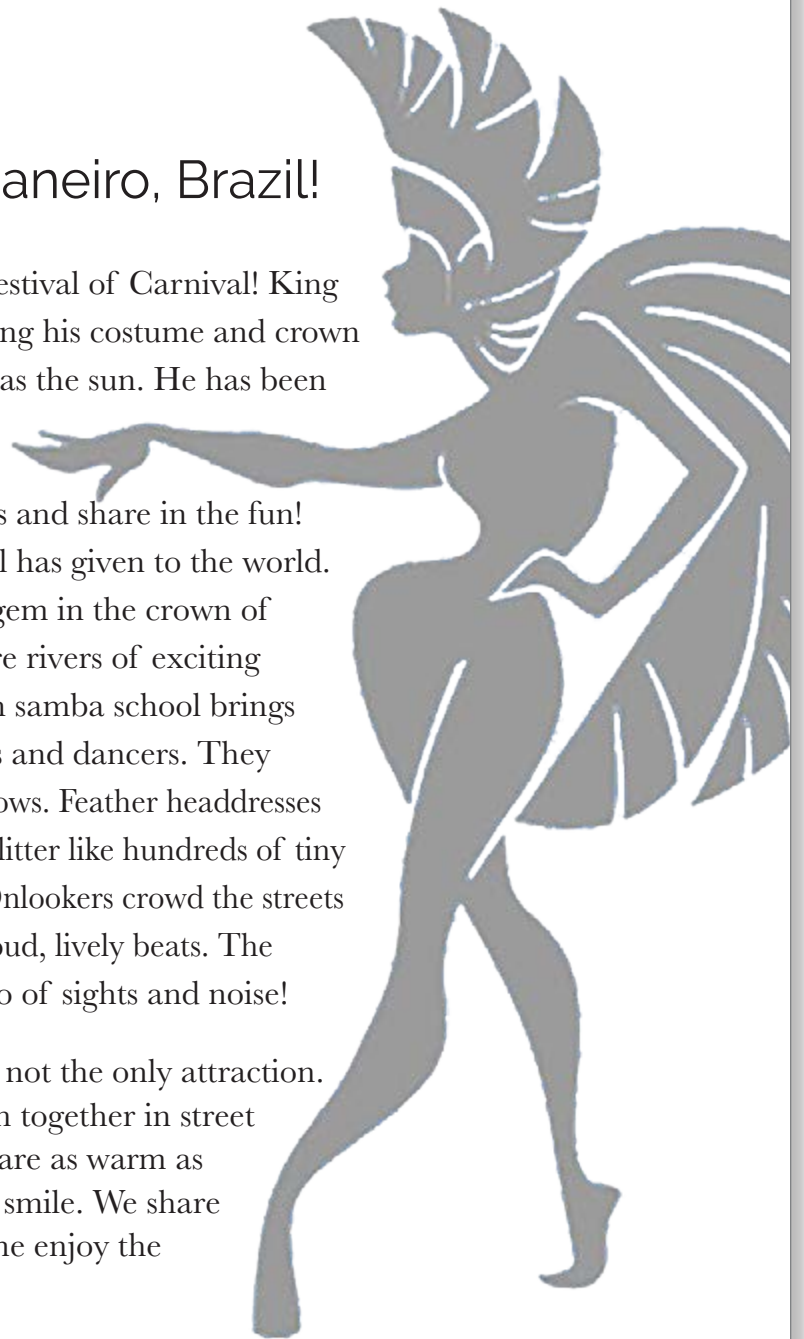 aneiro, Brazil!
estival of Carnival! King
ng his costume and crown
as the sun. He has been
s and share in the fun!
l has given to the world.
gem in the crown of
re rivers of exciting
n samba school brings
s and dancers. They
ows. Feather headdresses
litter like hundreds of tiny
Onlookers crowd the streets
oud, lively beats. The
o of sights and noise!
not the only attraction.
n together in street
are as warm as
smile. We share
ne enjoy the